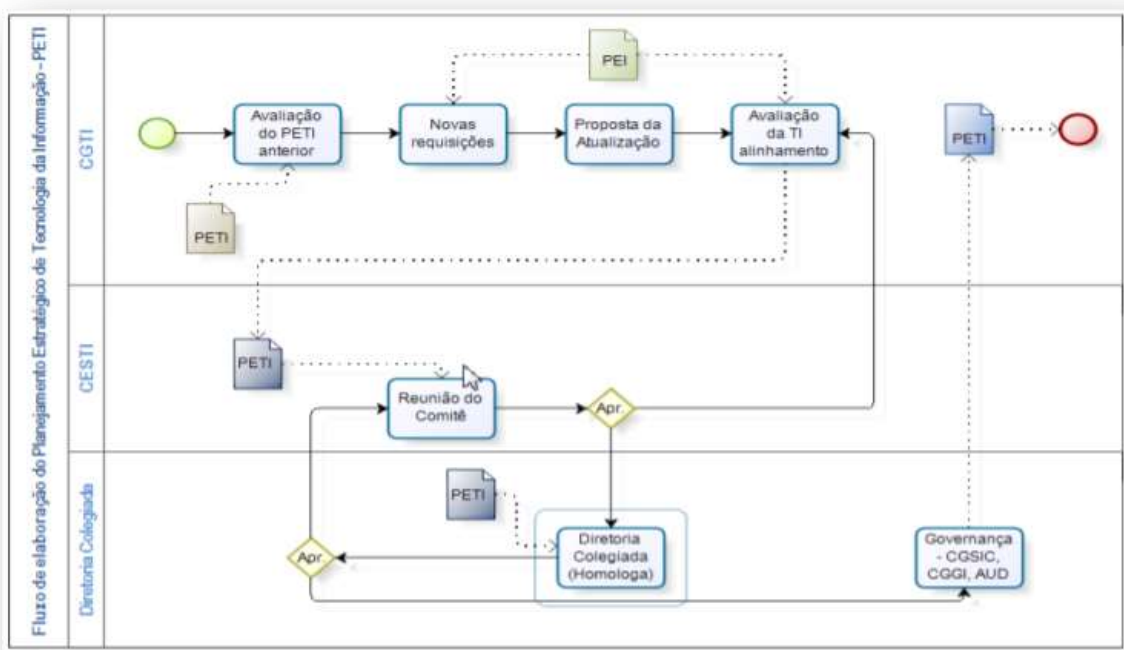 Fluxo de elaboração do Planejamento Estratégico de Tecnologia da Informação - PETI
CGTI
PEI
Avaliação
do PETI
anterior
Novas
requisições
Proposta da
Atualização
Avaliação
da TI
alinhamento
PETI
PETI
CESTI
PETI
Reunião do
Comitê
Apr.
Diretoria Colegiada
PETI
Apr.
Diretoria
Colegiada
(Homologa)
Governança
- CGSIC,
CGGI, AUD